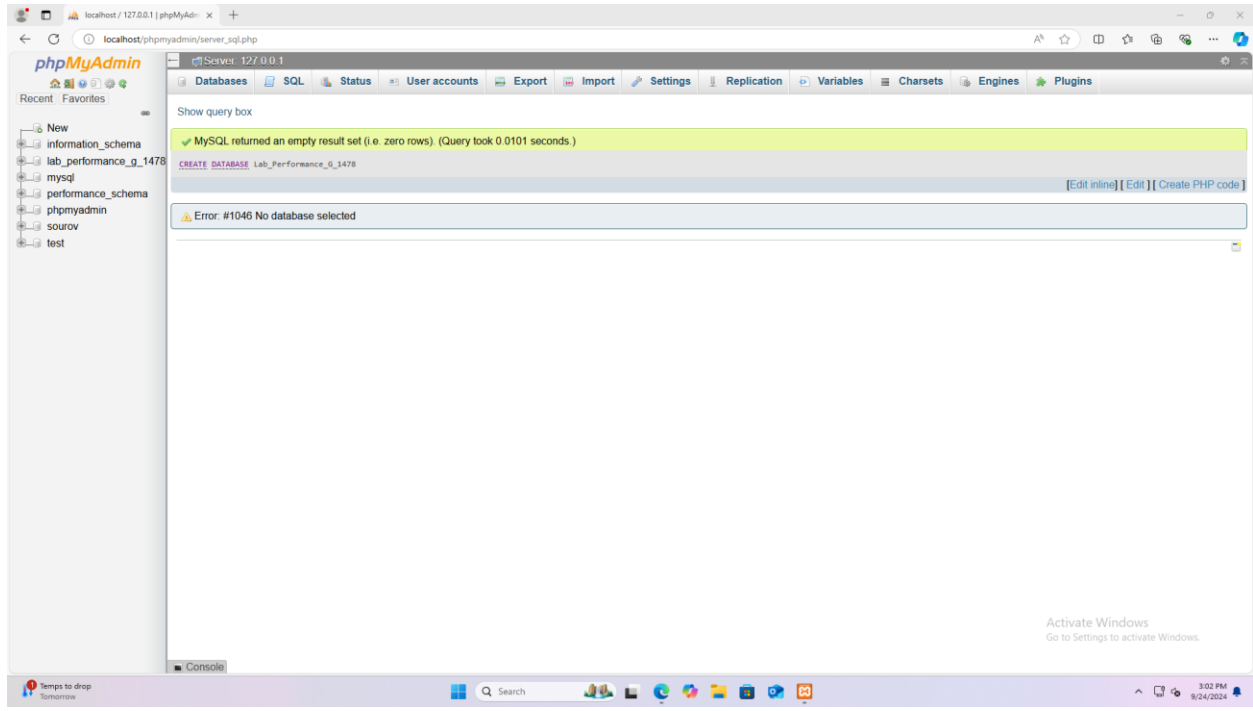 localhost / 127.0.0.1 | phpMyAdm
localhost/phpmyadmin/server_sql.php
phpMyAdmin
Recent Favorites
New
information_schema
lab_performance_g_1478
mysql
performance_schema
phpmyadmin
sourov
test
Server: 127.0.0.1
Databases SQL Status User accounts Export Import Settings Replication Variables Charsets Engines Plugins
Show query box
MySQL returned an empty result set (i.e. zero rows). (Query took 0.0101 seconds.)
CREATE DATABASE Lab_Performance_G_1478
[Edit inline] [ Edit ] [ Create PHP code ]
Error: #1046 No database selected
Console
Activate Windows
Go to Settings to activate Windows.
1
Temps to drop
Tomorrow
Search
3:02 PM
9/24/2024